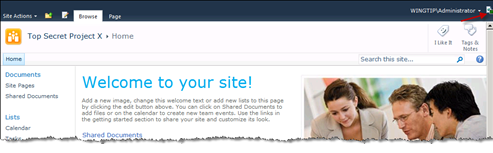 Site Actions Browse Page WINGTIP\Administrator
Top Secret Project X Home
I Like It Tags & Notes
Home Search this site...
Documents
Site Pages
Shared Documents
Lists
Calendar
Welcome to your site!
Add a new image, change this welcome text or add new lists to this page
by clicking the edit button above. You can click on Shared Documents to
add files or on the calendar to create new team events. Use the links in
the getting started section to share your site and customize its look.
Shared Documents